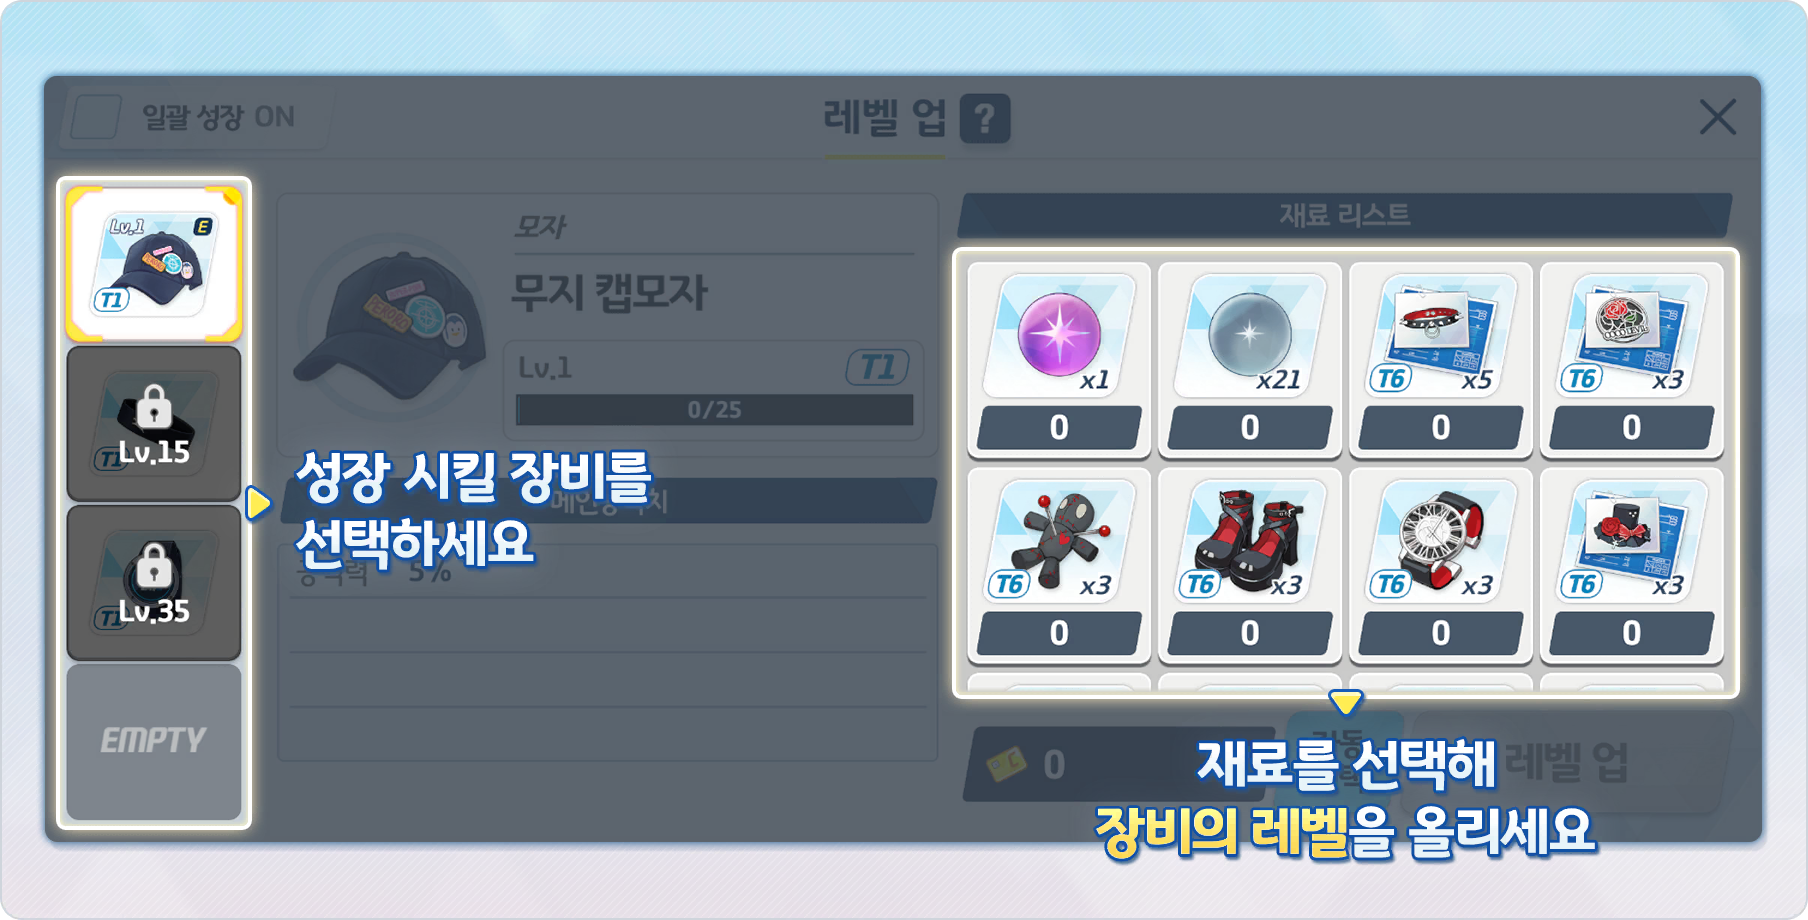 일괄 성장 ON
레벨 업 ?
Lv.1 E
T1
Lv.15
T1
Lv.35
T1
EMPTY
모자
무지 캡모자
Lv.1 T1
0/25
성장 시킬 장비를
선택하세요
5%
재료 리스트
x1 x21 T6 x5 T6 x3
0 0 0 0
T6 x3 T6 x3 T6 x3 T6 x3
0 0 0 0
0
레벨 업
재료를 선택해
장비의 레벨을 올리세요